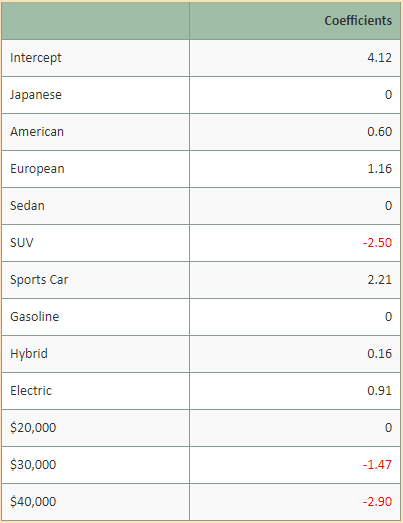 Coefficients
Intercept 4.12
Japanese 0
American 0.60
European 1.16
Sedan 0
SUV -2.50
Sports Car 2.21
Gasoline 0
Hybrid 0.16
Electric 0.91
$20,000 0
$30,000 -1.47
$40,000 -2.90